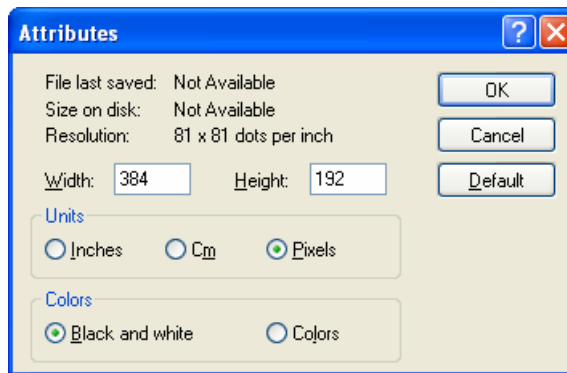 Attributes
File last saved: Not Available
Size on disk: Not Available
Resolution: 81 x 81 dots per inch
OK
Cancel
Default
Width: 384 Height: 192
Units
Inches Cm Pixels
Colors
Black and white Colors